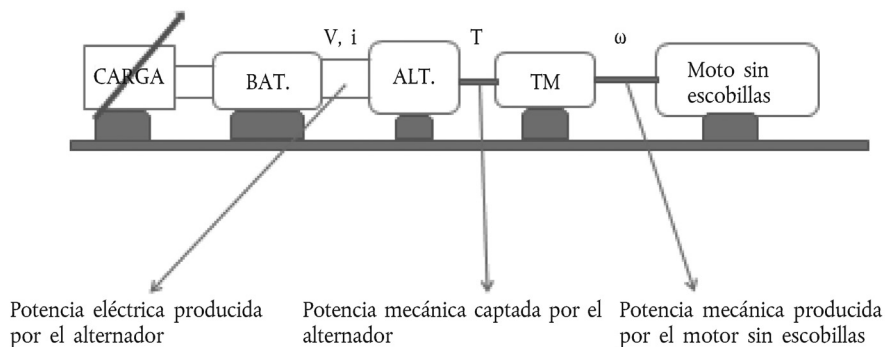 V, i
T
ω
CARGA
BAT.
ALT.
TM
Moto sin
escobillas
Potencia eléctrica producida
por el alternador
Potencia mecánica captada por el
alternador
Potencia mecánica producida
por el motor sin escobillas